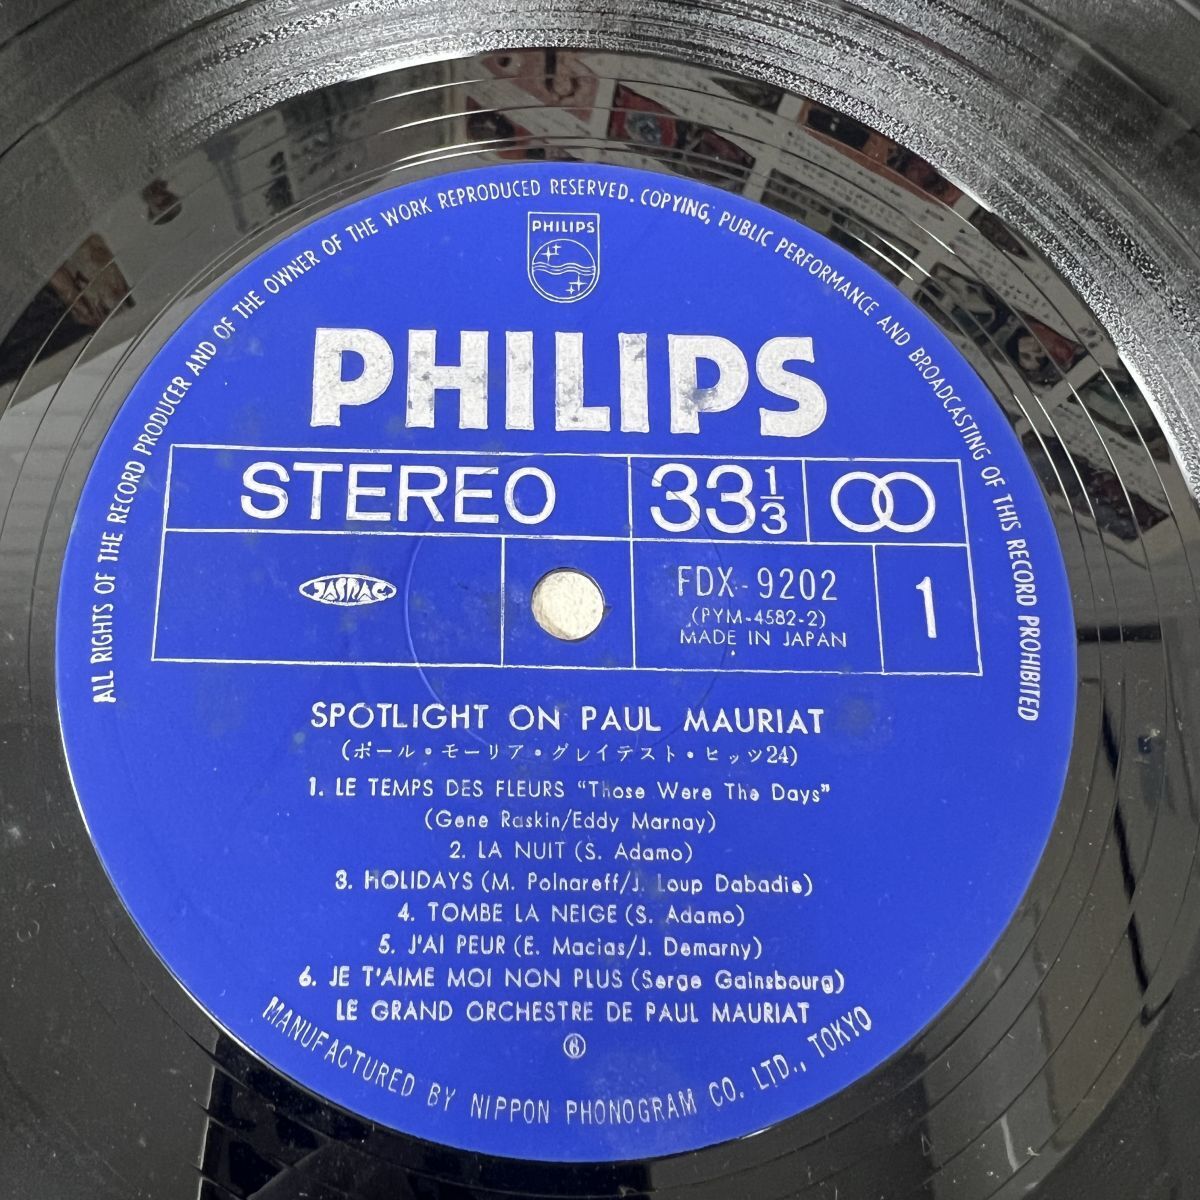 ALL RIGHTS OF THE RECORD PRODUCER AND OF THE OWNER OF THE WORK REPRODUCED RESERVED. COPYING, PUBLIC PERFORMANCE AND BROADCASTING OF THIS RECORD PROHIBITED
PHILIPS
PHILIPS
STEREO 33 1/3
JASRAC
FDX-9202
(PYM-4582-2)
MADE IN JAPAN
1
SPOTLIGHT ON PAUL MAURIAT
(ポール・モーリア・グレイテスト・ヒッツ24)
1. LE TEMPS DES FLEURS "Those Were The Days"
(Gene Raskin/Eddy Marnay)
2. LA NUIT (S. Adamo)
3. HOLIDAYS (M. Polnareff/J. Loup Dabadie)
4. TOMBE LA NEIGE (S. Adamo)
5. J'AI PEUR (E. Macias/J. Demarny)
6. JE T'AIME MOI NON PLUS (Serge Gainsbourg)
LE GRAND ORCHESTRE DE PAUL MAURIAT
MANUFACTURED BY NIPPON PHONOGRAM CO. LTD., TOKYO